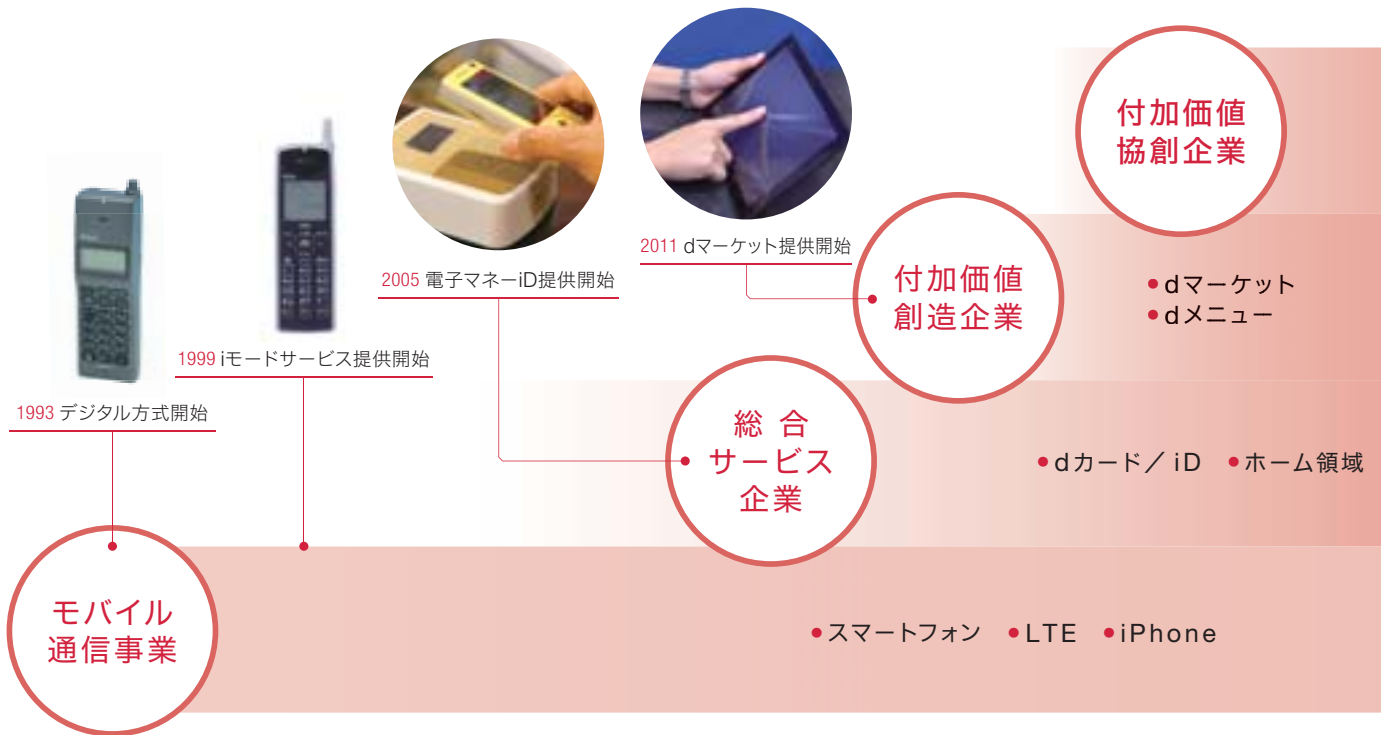 付加価値
協創企業
2011 dマーケット提供開始
2005 電子マネーiD提供開始
付加価値
創造企業
•dマーケット
•dメニュー
1999 iモードサービス提供開始
1993 デジタル方式開始
総 合
サービス
企業
•dカード／iD •ホーム領域
モバイル
通信事業
•スマートフォン •LTE •iPhone